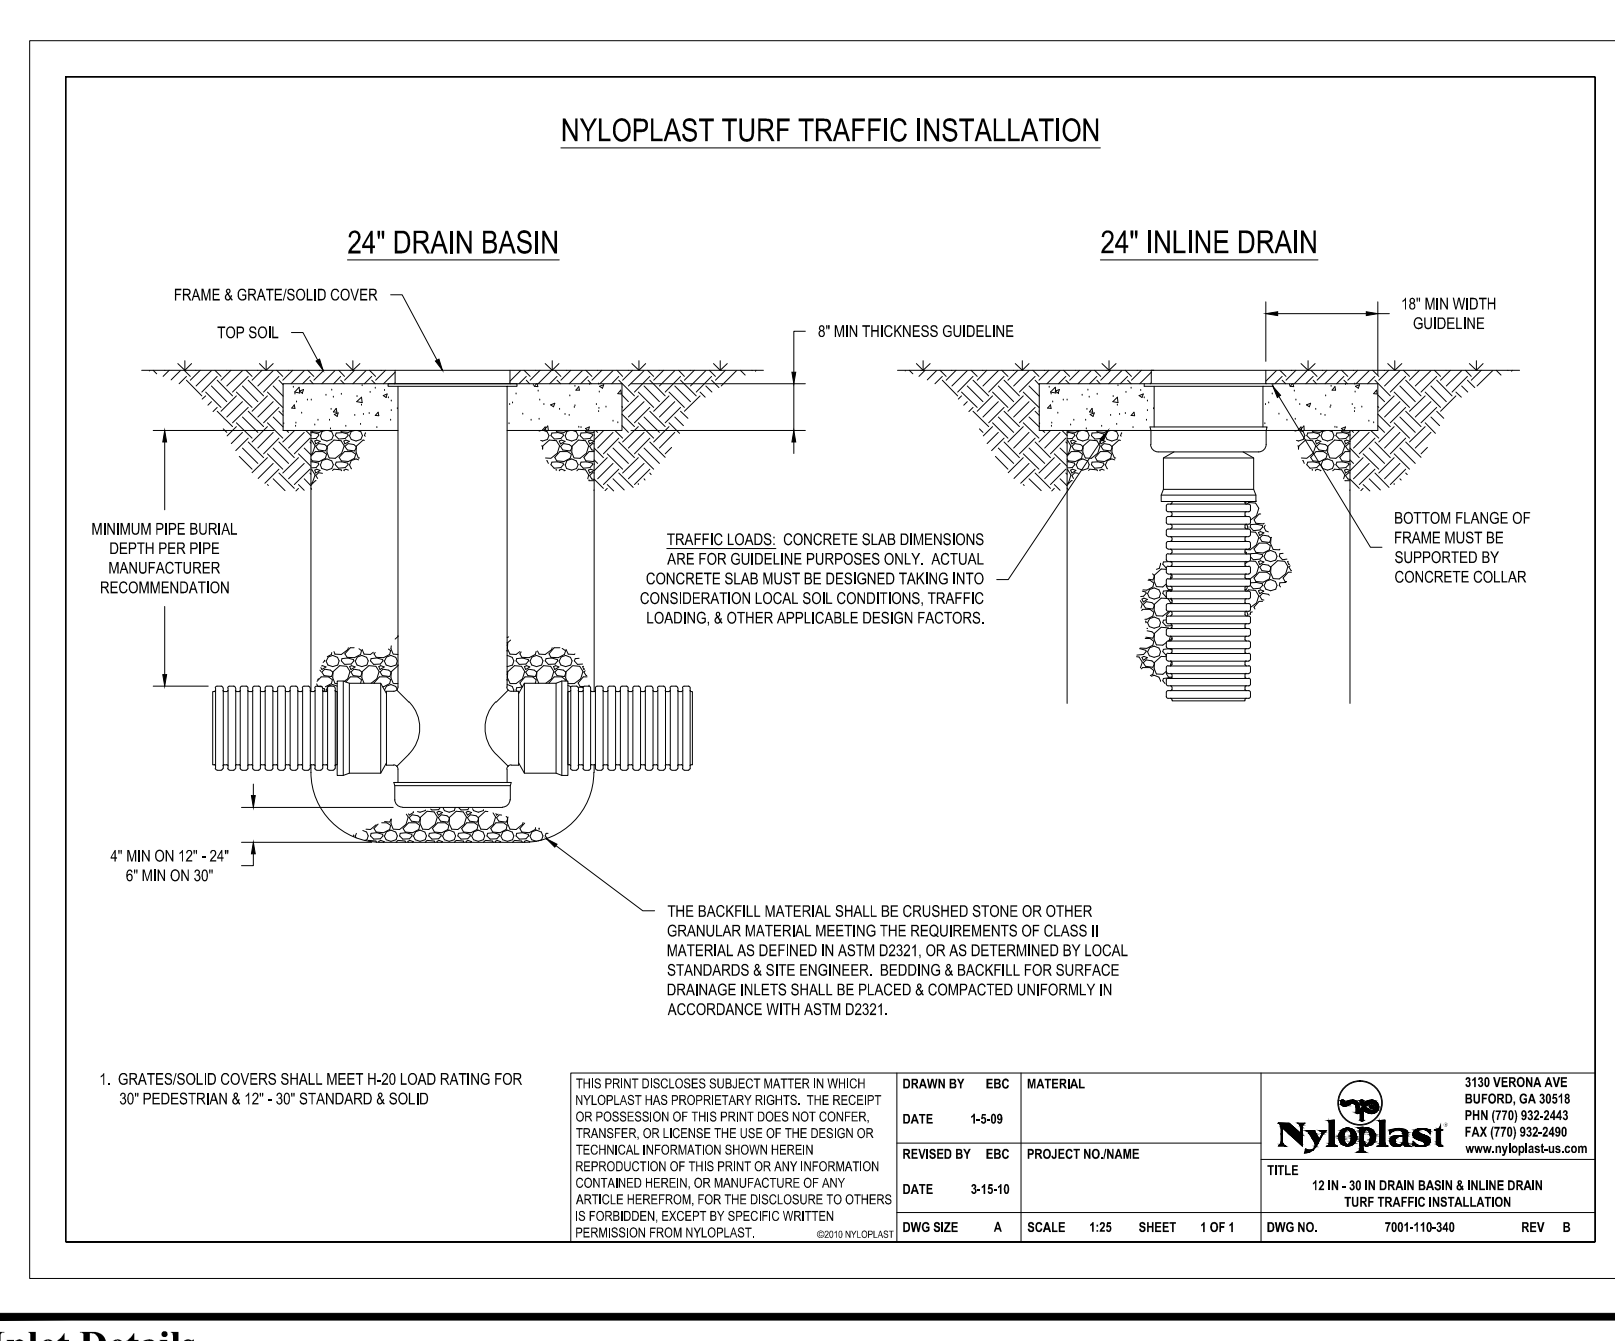 NYLOPLAST TURF TRAFFIC INSTALLATION
24" DRAIN BASIN
24" INLINE DRAIN
FRAME & GRATE/SOLID COVER
TOP SOIL
8" MIN THICKNESS GUIDELINE
18" MIN WIDTH
GUIDELINE
MINIMUM PIPE BURIAL
DEPTH PER PIPE
MANUFACTURER
RECOMMENDATION
TRAFFIC LOADS: CONCRETE SLAB DIMENSIONS
ARE FOR GUIDELINE PURPOSES ONLY. ACTUAL
CONCRETE SLAB MUST BE DESIGNED TAKING INTO
CONSIDERATION LOCAL SOIL CONDITIONS, TRAFFIC
LOADING, & OTHER APPLICABLE DESIGN FACTORS.
BOTTOM FLANGE OF
FRAME MUST BE
SUPPORTED BY
CONCRETE COLLAR
4" MIN ON 12" - 24"
6" MIN ON 30"
THE BACKFILL MATERIAL SHALL BE CRUSHED STONE OR OTHER
GRANULAR MATERIAL MEETING THE REQUIREMENTS OF CLASS II
MATERIAL AS DEFINED IN ASTM D2321, OR AS DETERMINED BY LOCAL
STANDARDS & SITE ENGINEER. BEDDING & BACKFILL FOR SURFACE
DRAINAGE INLETS SHALL BE PLACED & COMPACTED UNIFORMLY IN
ACCORDANCE WITH ASTM D2321.
1. GRATES/SOLID COVERS SHALL MEET H-20 LOAD RATING FOR
30" PEDESTRIAN & 12" - 30" STANDARD & SOLID
THIS PRINT DISCLOSES SUBJECT MATTER IN WHICH
NYLOPLAST HAS PROPRIETARY RIGHTS. THE RECEIPT
OR POSSESSION OF THIS PRINT DOES NOT CONFER,
TRANSFER, OR LICENSE THE USE OF THE DESIGN OR
TECHNICAL INFORMATION SHOWN HEREIN
REPRODUCTION OF THIS PRINT OR ANY INFORMATION
CONTAINED HEREIN, OR MANUFACTURE OF ANY
ARTICLE HEREFROM, FOR THE DISCLOSURE TO OTHERS
IS FORBIDDEN, EXCEPT BY SPECIFIC WRITTEN
PERMISSION FROM NYLOPLAST.
©2010 NYLOPLAST
DRAWN BY EBC
DATE 1-5-09
REVISED BY EBC
DATE 3-15-10
DWG SIZE A
MATERIAL
PROJECT NO./NAME
SCALE 1:25 SHEET 1 OF 1
Nyloplast
3130 VERONA AVE
BUFORD, GA 30518
PHN (770) 932-2443
FAX (770) 932-2490
www.nyloplast-us.com
TITLE
12 IN - 30 IN DRAIN BASIN & INLINE DRAIN
TURF TRAFFIC INSTALLATION
DWG NO. 7001-110-340 REV B
Inlet Details